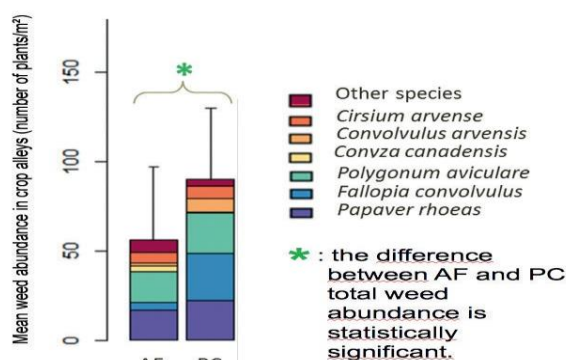 Mean weed abundance in crop alleys (number of plants/m²)
150
100
50
0
*
AF
PC
Other species
Cirsium arvense
Convolvulus arvensis
Conyza canadensis
Polygonum aviculare
Fallopia convolvulus
Papaver rhoeas
* : the difference
between AF and PC
total weed
abundance is
statistically
significant.